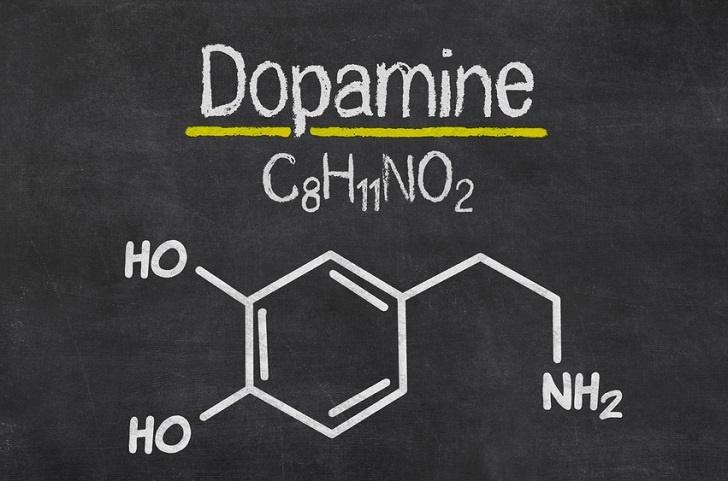 Dopamine
C₈H₁₁NO₂
HO
HO
NH₂